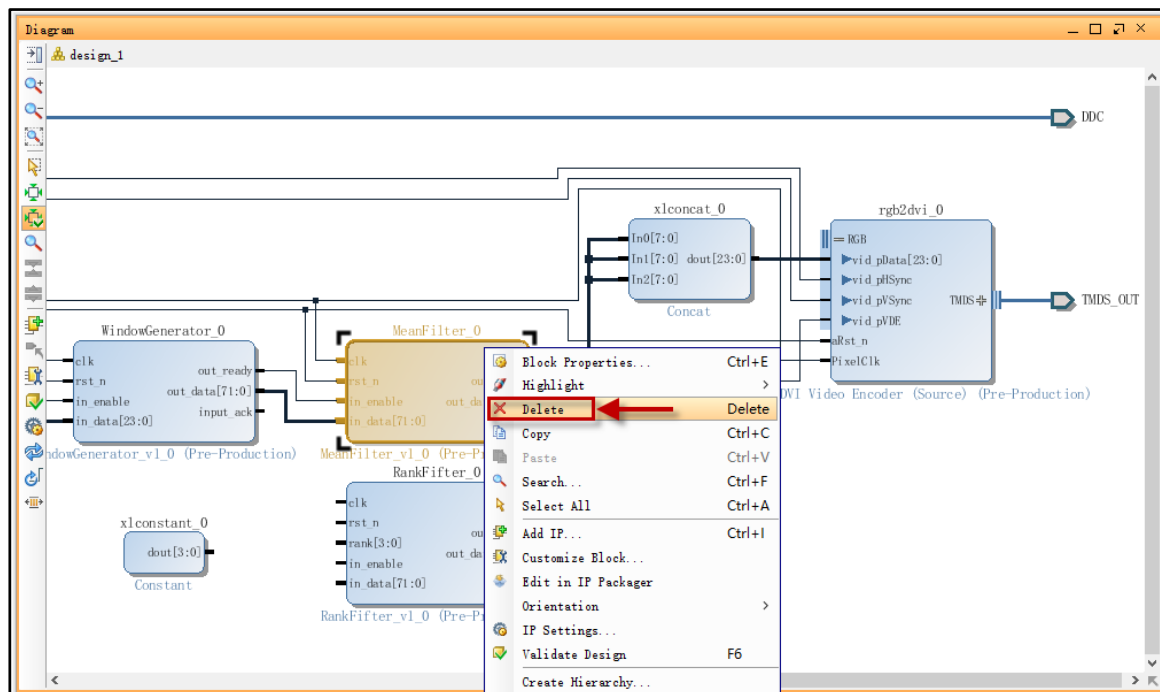 Diagram
design_1
DDC
xlconcat_0
In0[7:0]
In1[7:0] dout[23:0]
In2[7:0]
Concat
rgb2dvi_0
RGB
vid_pData[23:0]
vid_pHSync
vid_pVSync TMDS
vid_pVDE
aRst_n
PixelClk
DVI Video Encoder (Source) (Pre-Production)
TMDS_OUT
WindowGenerator_0
clk
rst_n
in_enable
in_data[23:0]
out_ready
out_data[71:0]
input_ack
ndowGenerator_v1_0 (Pre-Production)
MeanFilter_0
clk
rst_n
in_enable
in_data[71:0]
ou
out_da
MeanFilter_v1_0 (Pre-P
RankFifter_0
clk
rst_n
rank[3:0]
in_enable
in_data[71:0]
ou
out_da
RankFifter_v1_0 (Pre-P
xlconstant_0
dout[3:0]
Constant
Block Properties... Ctrl+E
Highlight
Delete Delete
Copy Ctrl+C
Paste Ctrl+V
Search... Ctrl+F
Select All Ctrl+A
Add IP... Ctrl+I
Customize Block...
Edit in IP Packager
Orientation
IP Settings...
Validate Design F6
Create Hierarchy...